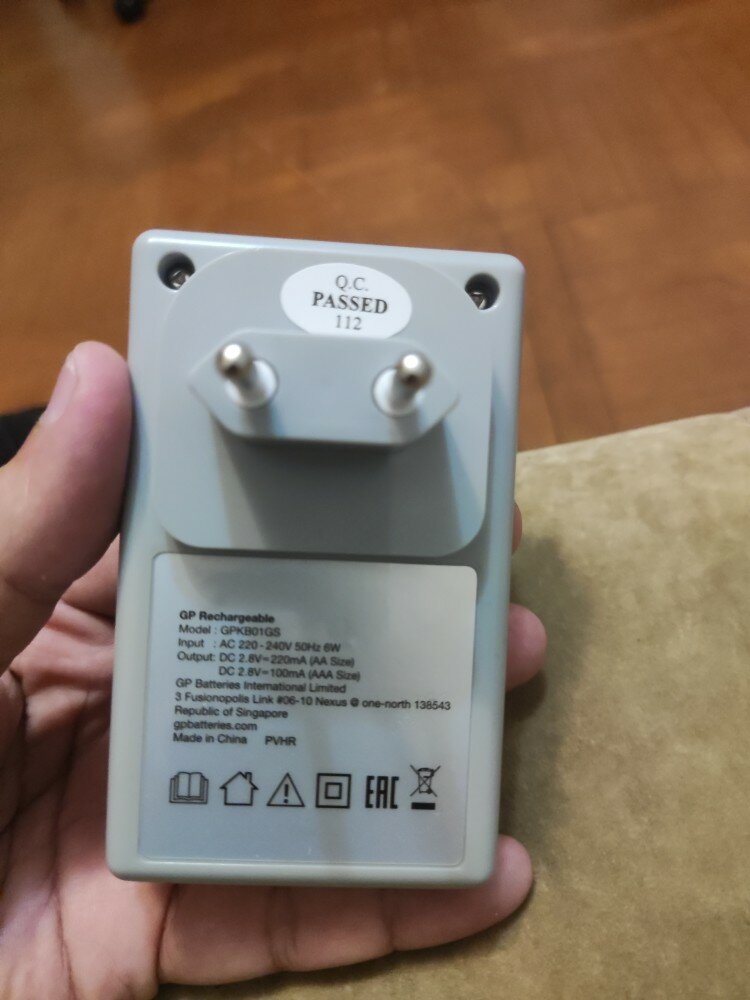 Q.C.
PASSED
112
GP Rechargeable
Model : GPKB01GS
Input : AC 220 - 240V 50Hz 6W
Output: DC 2.8V⎓220mA (AA Size)
DC 2.8V⎓100mA (AAA Size)
GP Batteries International Limited
3 Fusionopolis Link #06-10 Nexus @ one-north 138543
Republic of Singapore
gpbatteries.com
Made in China PVHR
EAC